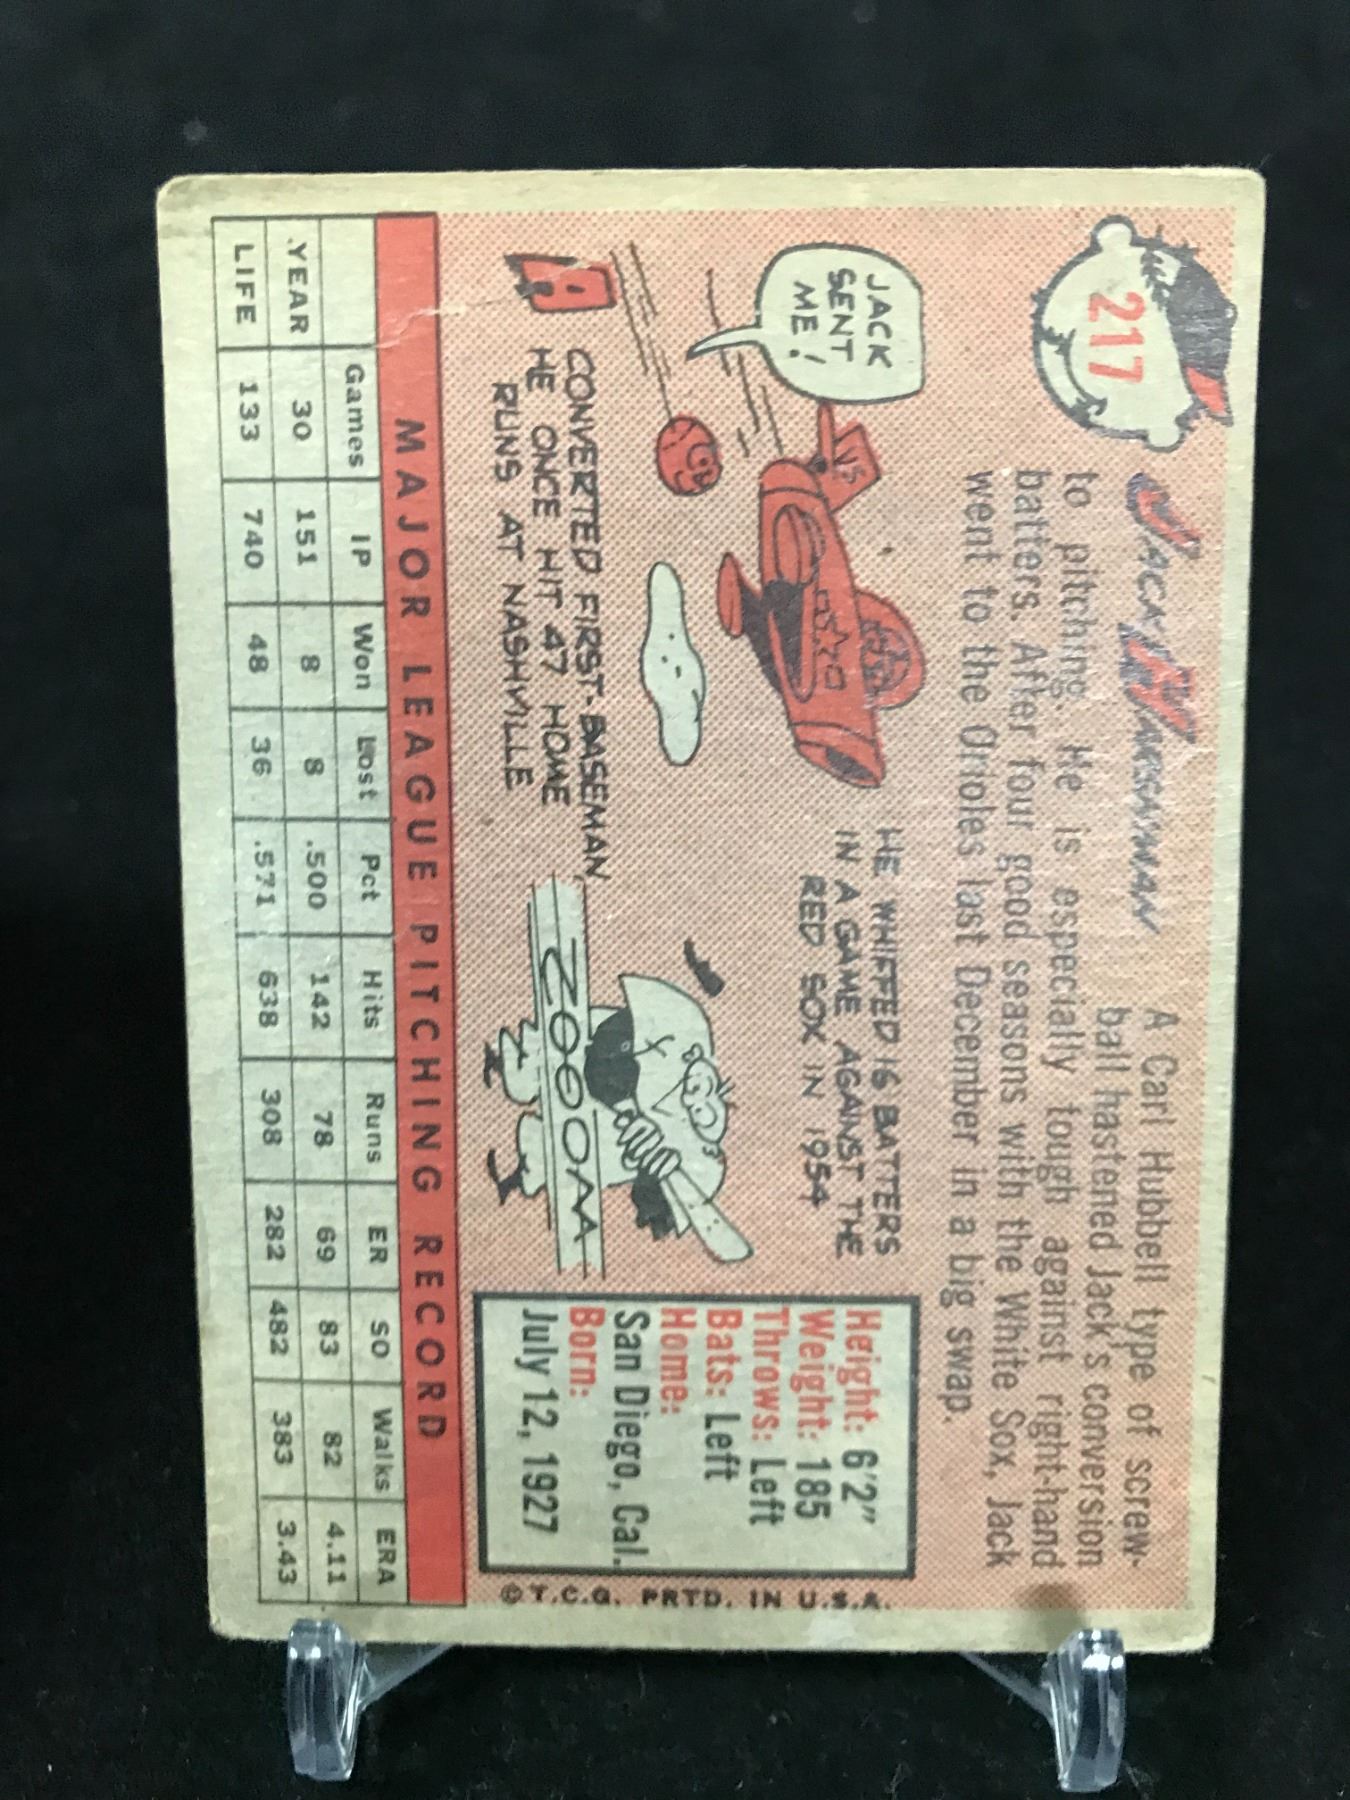 217
Jack Harshman
A Carl Hubbell type of screw-
ball hastened Jack's conversion
to pitching. He is especially tough against right-hand
batters. After four good seasons with the White Sox, Jack
went to the Orioles last December in a big swap.
JACK
SENT
ME!
HE WHIFFED 16 BATTERS
IN A GAME AGAINST THE
RED SOX IN 1954
CONVERTED FIRST-BASEMAN,
HE ONCE HIT 47 HOME
RUNS AT NASHVILLE
ZOGOOM
Height: 6'2"
Weight: 185
Throws: Left
Bats: Left
Home:
San Diego, Cal.
Born:
July 12, 1927
© T.C.G. PRTD. IN U.S.A.
MAJOR LEAGUE PITCHING RECORD
Games IP Won Lost Pct Hits Runs ER SO Walks ERA
YEAR 30 151 8 8 .500 142 78 69 83 82 4.11
LIFE 133 740 48 36 .571 638 308 282 482 383 3.43